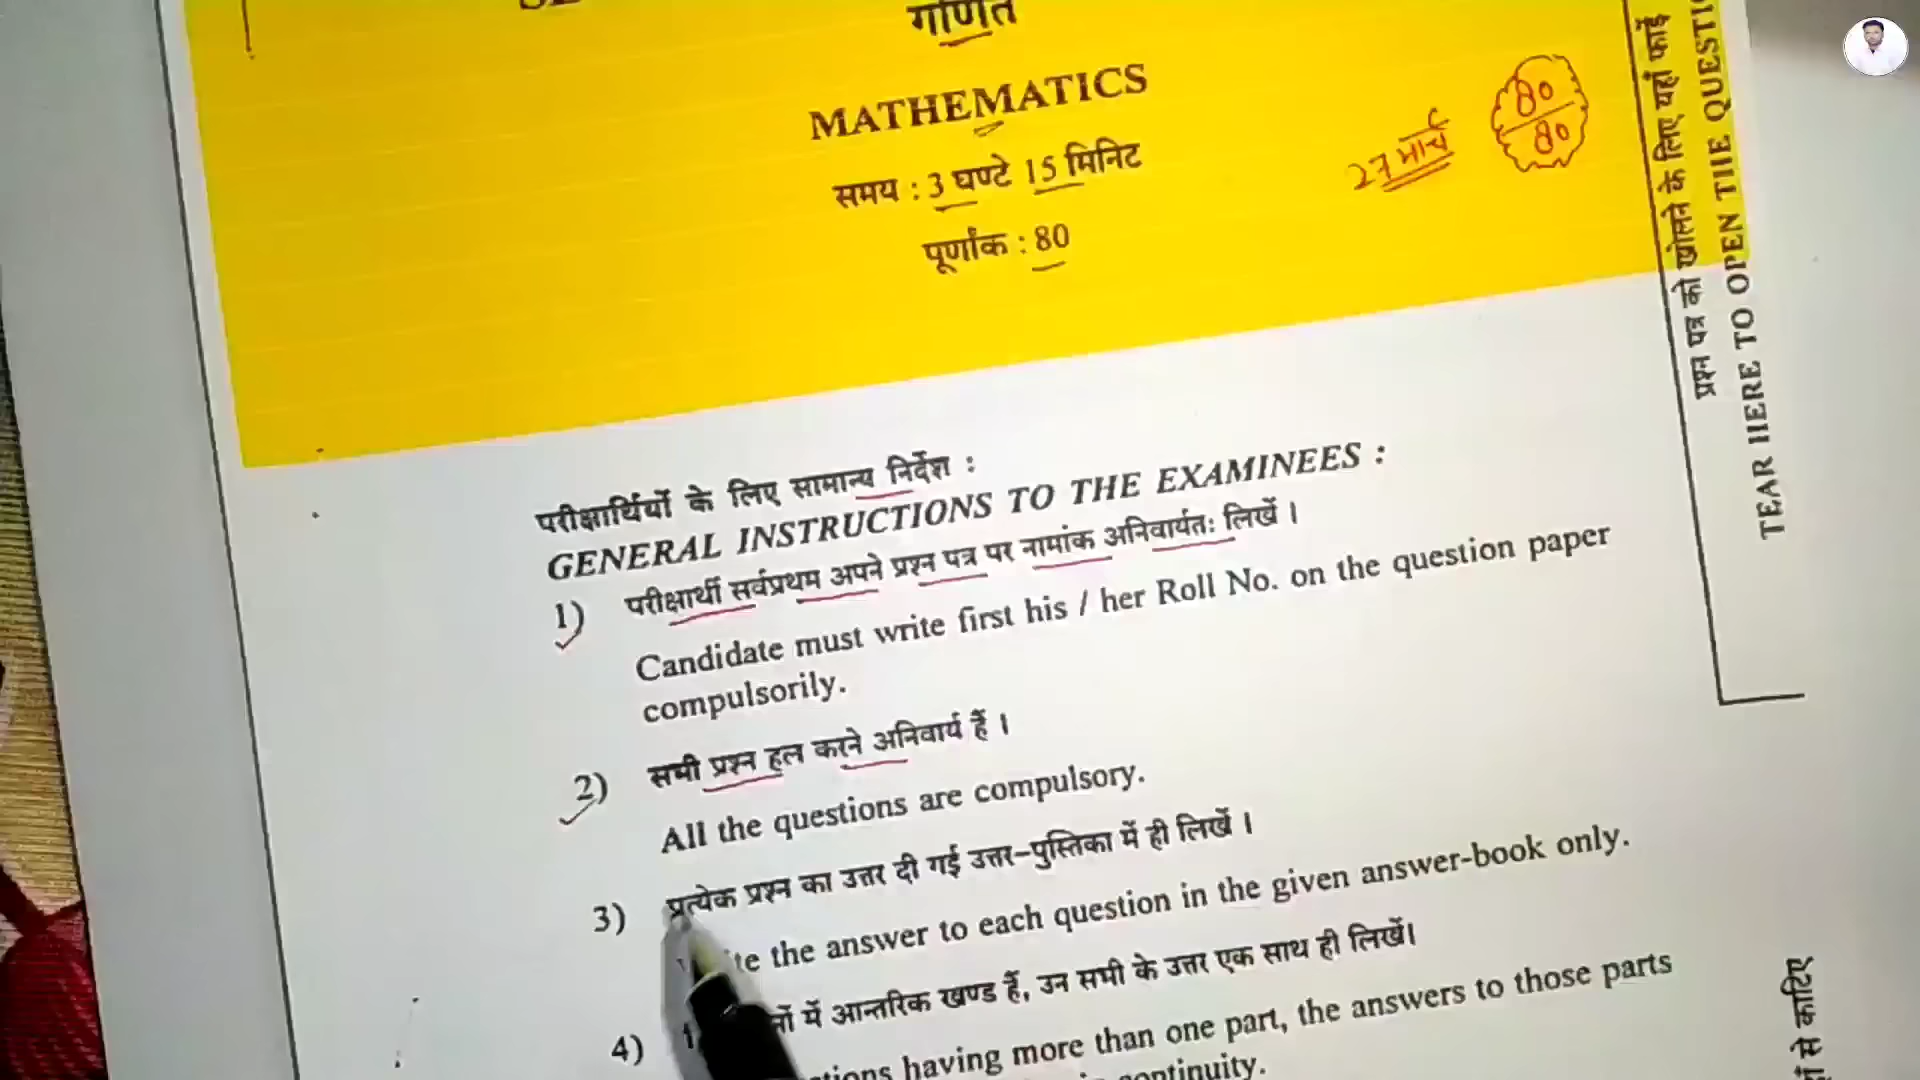 गणित
MATHEMATICS
समय : 3 घण्टे 15 मिनिट
पूर्णांक : 80
27 मार्च
80
80
परीक्षार्थियों के लिए सामान्य निर्देश :
GENERAL INSTRUCTIONS TO THE EXAMINEES :
1) परीक्षार्थी सर्वप्रथम अपने प्रश्न पत्र पर नामांक अनिवार्यतः लिखें ।
Candidate must write first his / her Roll No. on the question paper
compulsorily.
2) सभी प्रश्न हल करने अनिवार्य हैं ।
All the questions are compulsory.
3) प्रत्येक प्रश्न का उत्तर दी गई उत्तर-पुस्तिका में ही लिखें ।
the answer to each question in the given answer-book only.
4) में आन्तरिक खण्ड हैं, उन सभी के उत्तर एक साथ ही लिखें।
having more than one part, the answers to those parts
continuity.
प्रश्न पत्र को खोलने के लिए यहां फाड़ें
TEAR HERE TO OPEN THE
से काटिए